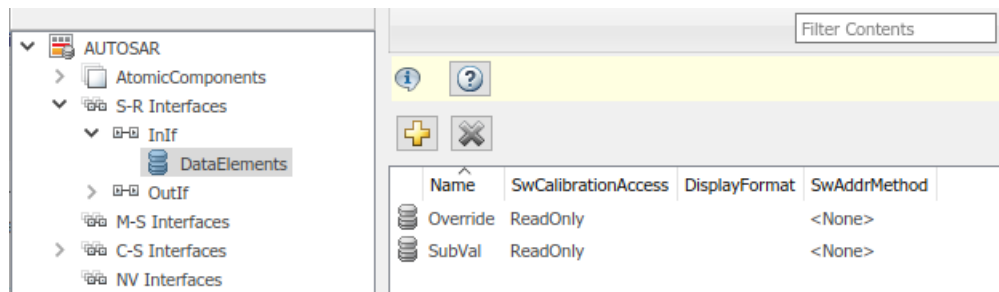 Filter Contents
AUTOSAR
AtomicComponents
S-R Interfaces
InIf
DataElements
OutIf
M-S Interfaces
C-S Interfaces
NV Interfaces
Name SwCalibrationAccess DisplayFormat SwAddrMethod
Override ReadOnly <None>
SubVal ReadOnly <None>